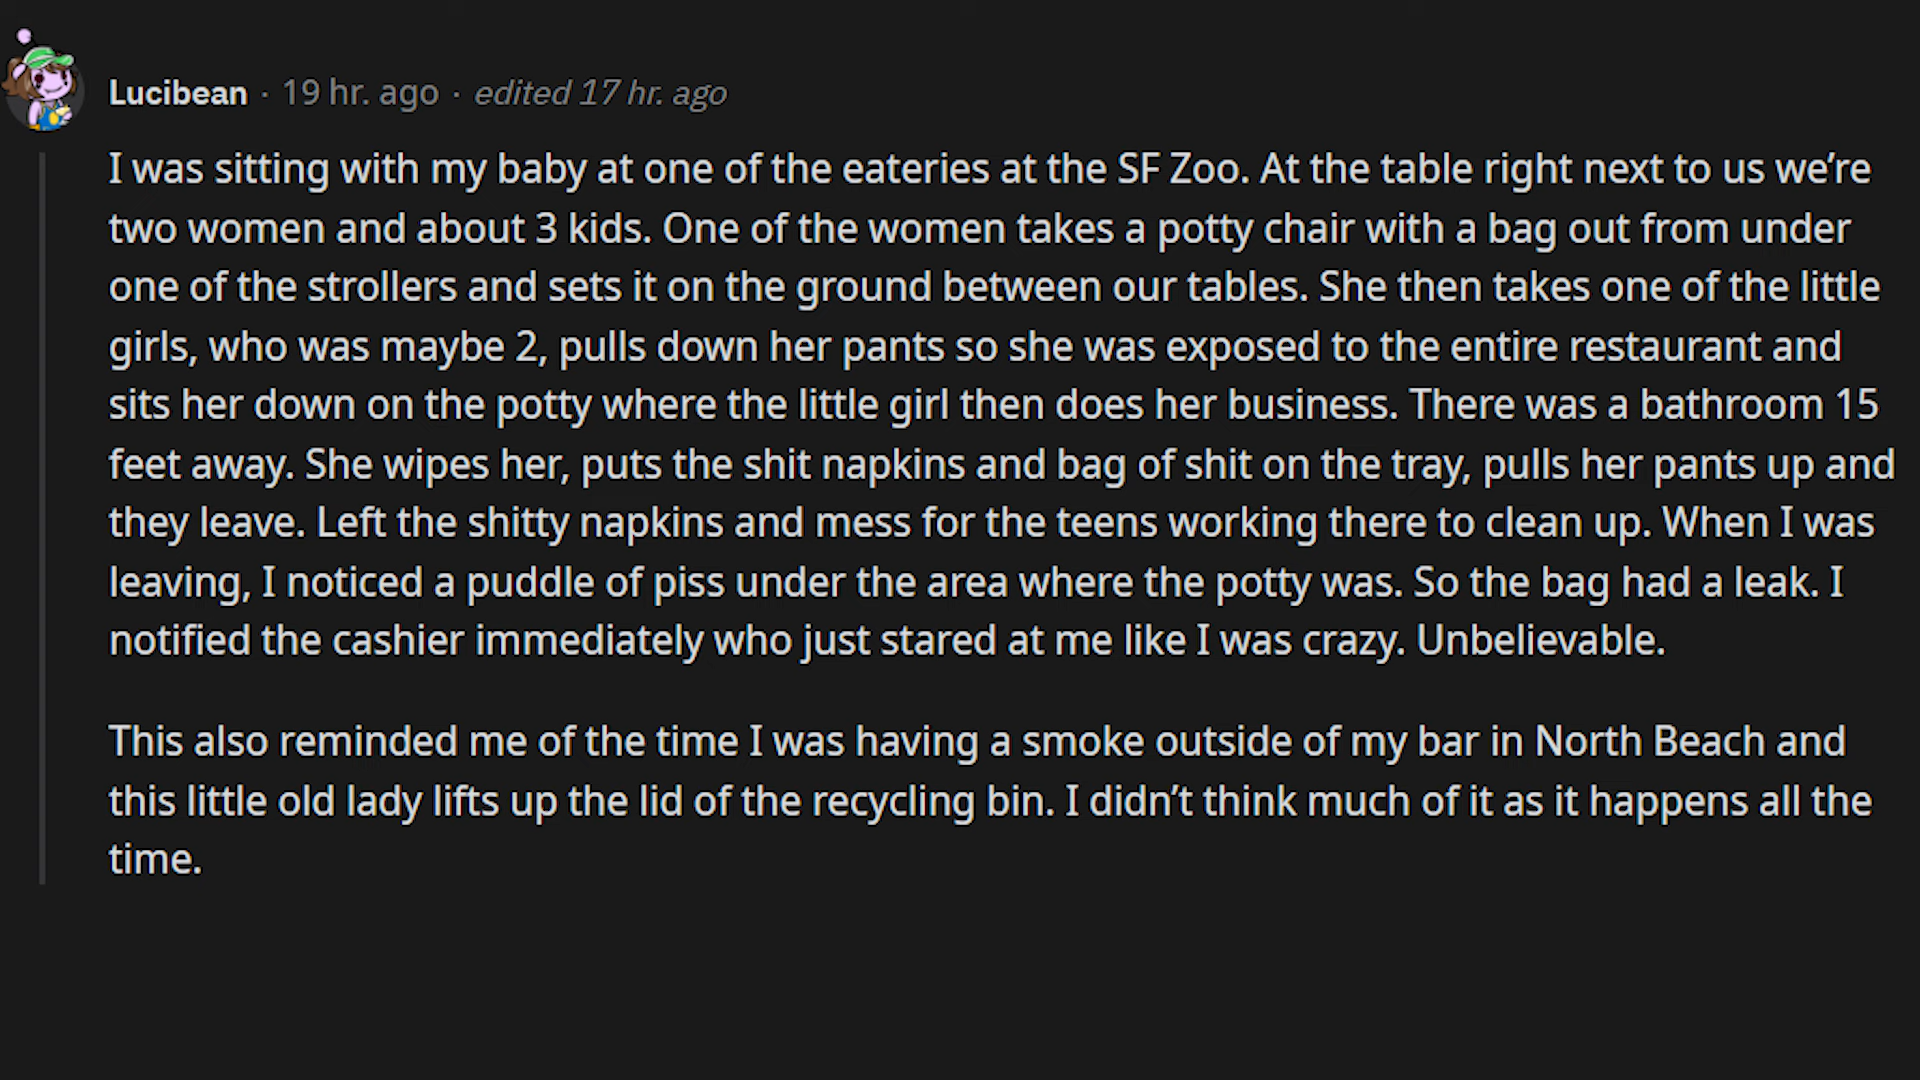 Lucibean · 19 hr. ago · edited 17 hr. ago
I was sitting with my baby at one of the eateries at the SF Zoo. At the table right next to us we’re
two women and about 3 kids. One of the women takes a potty chair with a bag out from under
one of the strollers and sets it on the ground between our tables. She then takes one of the little
girls, who was maybe 2, pulls down her pants so she was exposed to the entire restaurant and
sits her down on the potty where the little girl then does her business. There was a bathroom 15
feet away. She wipes her, puts the shit napkins and bag of shit on the tray, pulls her pants up and
they leave. Left the shitty napkins and mess for the teens working there to clean up. When I was
leaving, I noticed a puddle of piss under the area where the potty was. So the bag had a leak. I
notified the cashier immediately who just stared at me like I was crazy. Unbelievable.
This also reminded me of the time I was having a smoke outside of my bar in North Beach and
this little old lady lifts up the lid of the recycling bin. I didn’t think much of it as it happens all the
time.